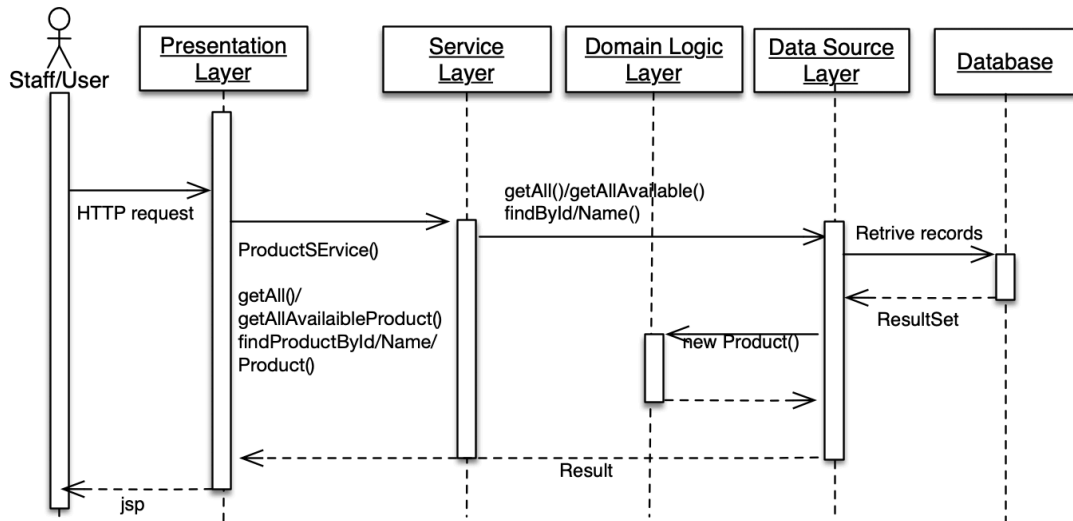 Staff/User
Presentation
Layer
Service
Layer
Domain Logic
Layer
Data Source
Layer
Database
HTTP request
ProductSErvice()
getAll()/
getAllAvailaibleProduct()
findProductById/Name/
Product()
getAll()/getAllAvailable()
findById/Name()
Retrive records
ResultSet
new Product()
Result
jsp